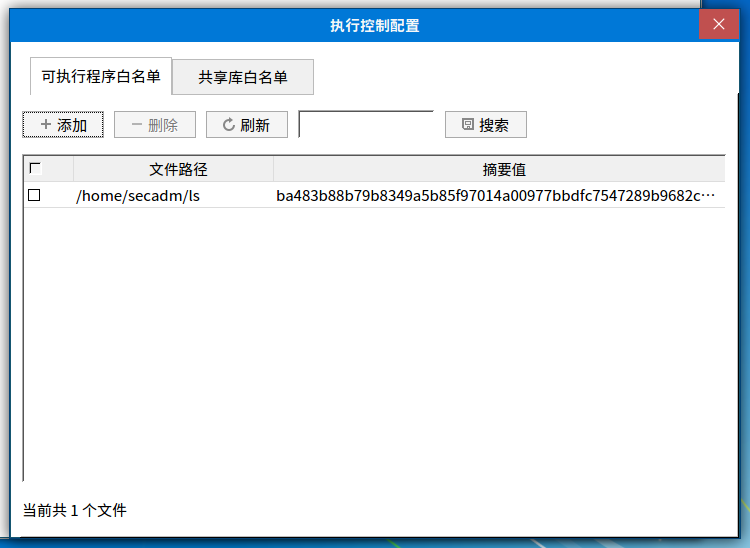 执行控制配置
可执行程序白名单 共享库白名单
添加 删除 刷新 搜索
文件路径 摘要值
/home/secadm/ls ba483b88b79b8349a5b85f97014a00977bbdfc7547289b9682c…
当前共 1 个文件